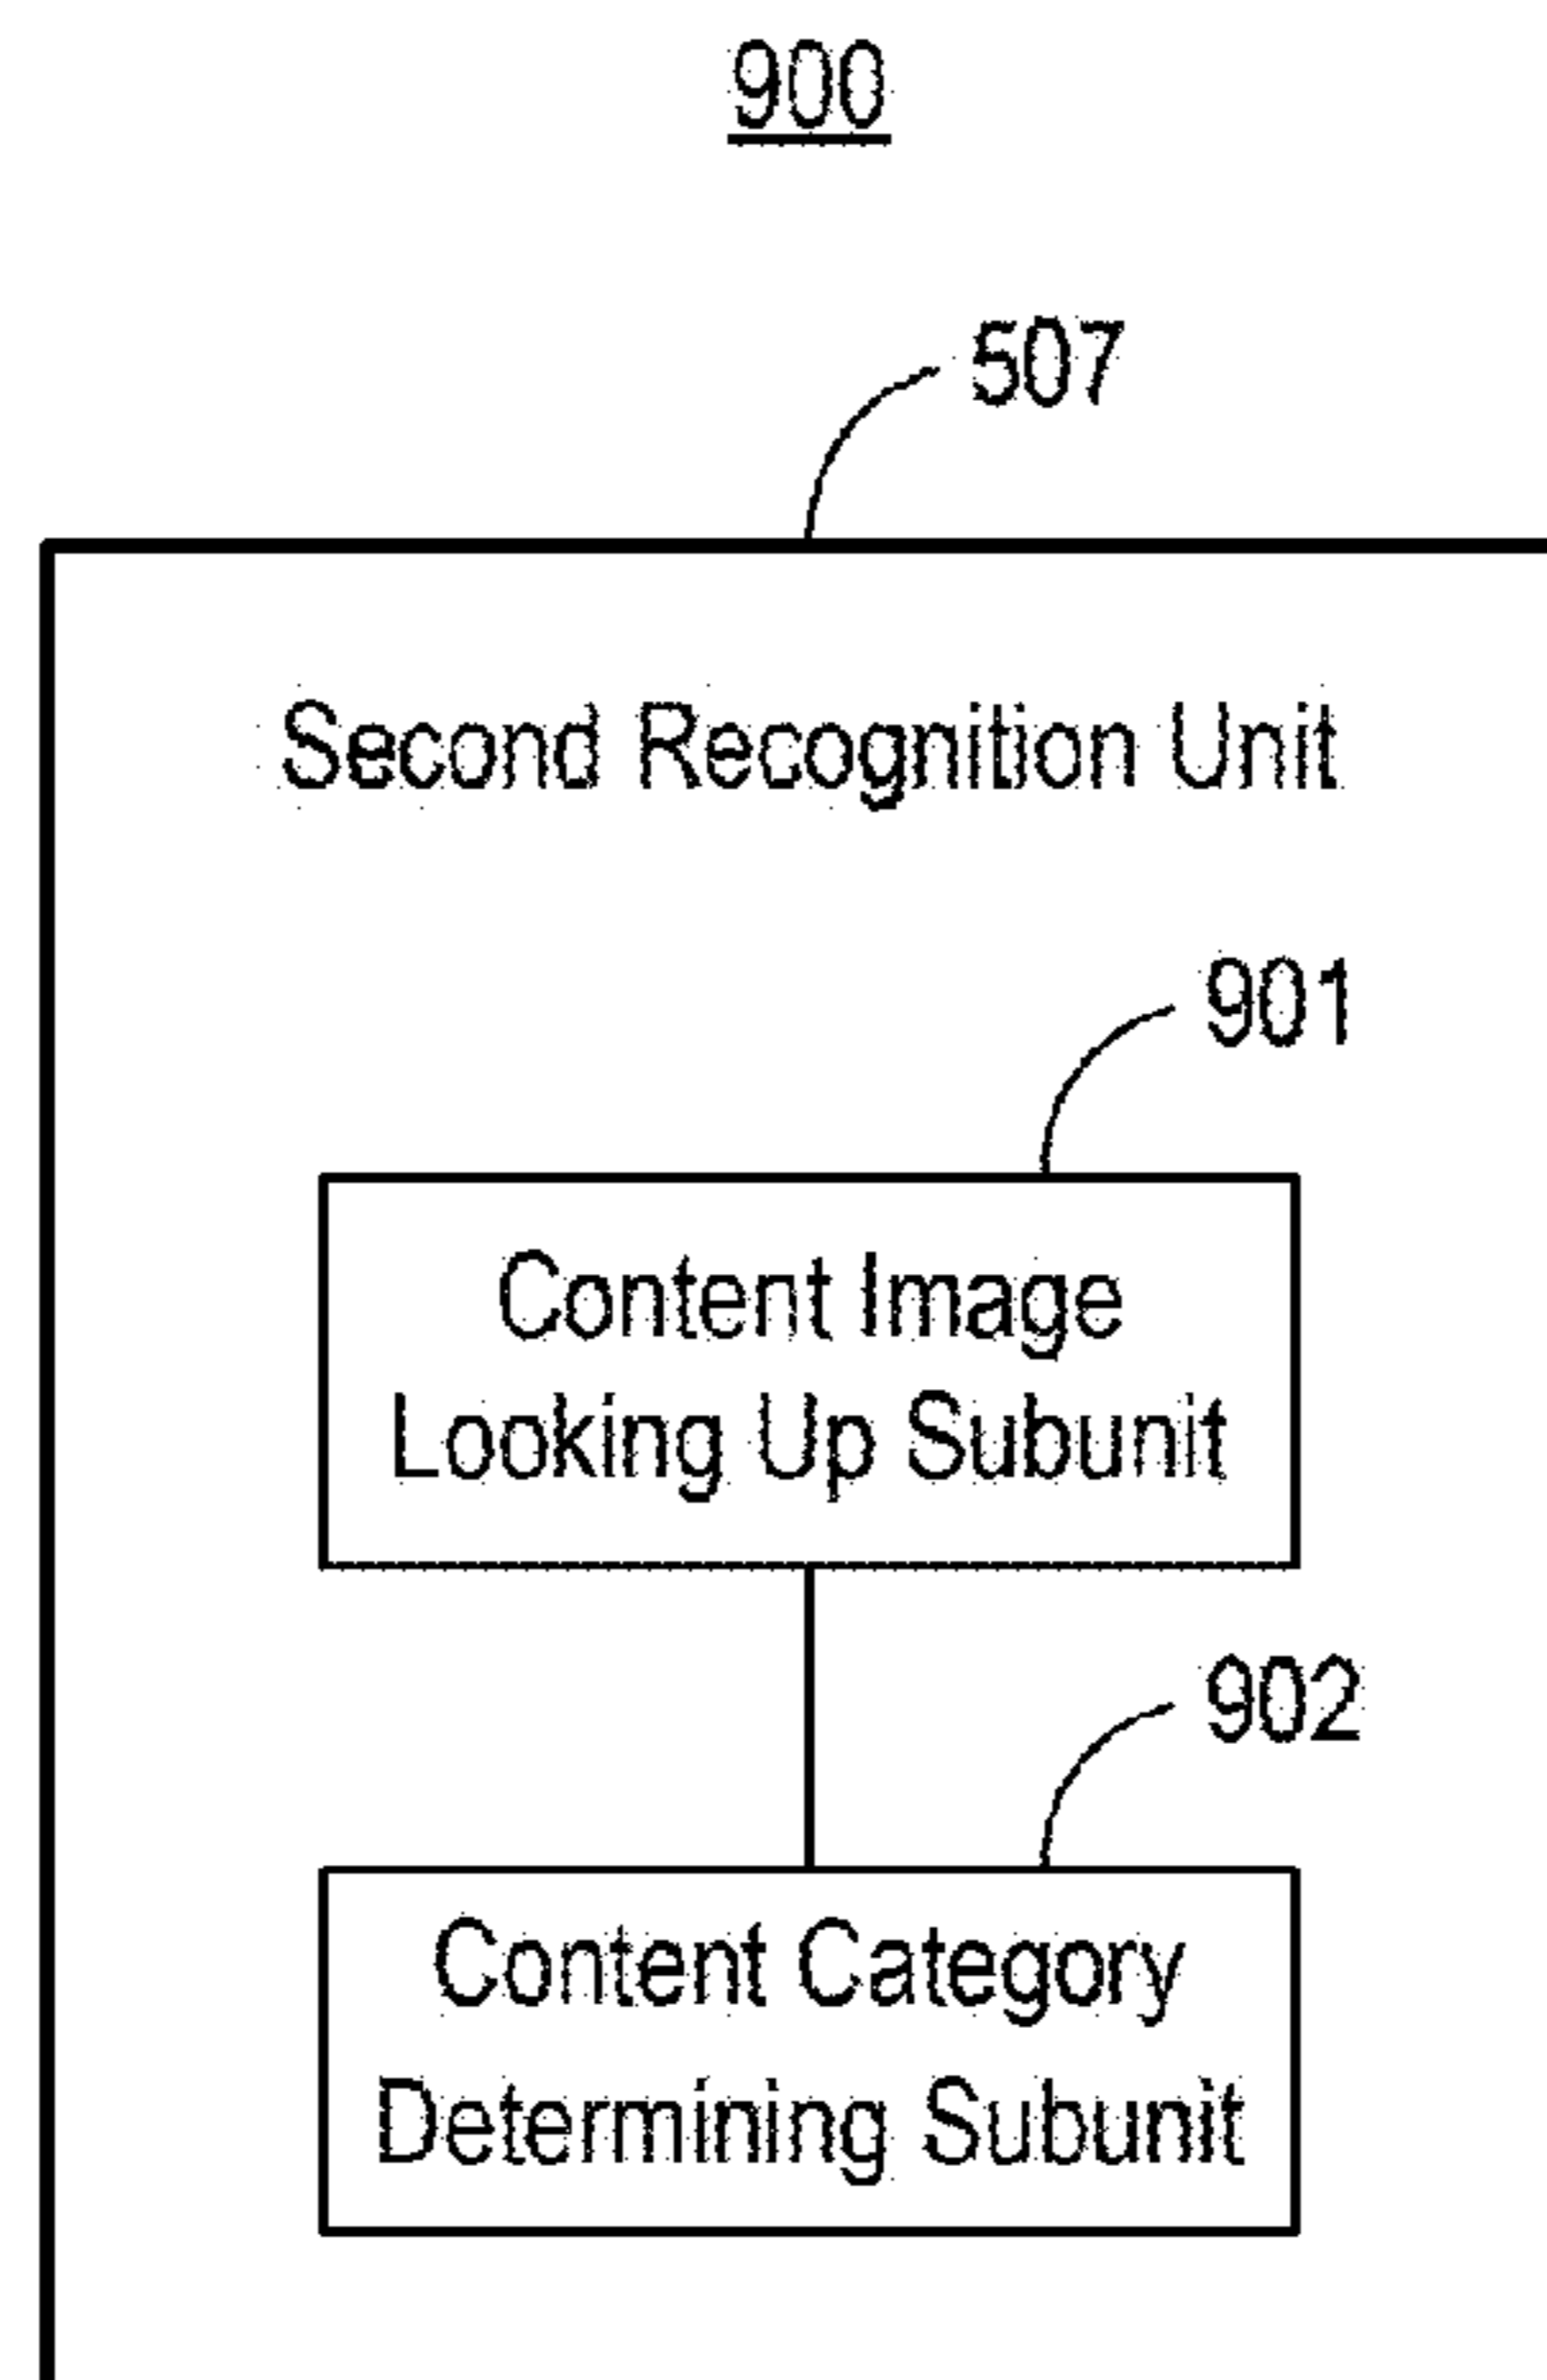 900
507
Second Recognition Unit
901
Content Image
Looking Up Subunit
902
Content Category
Determining Subunit